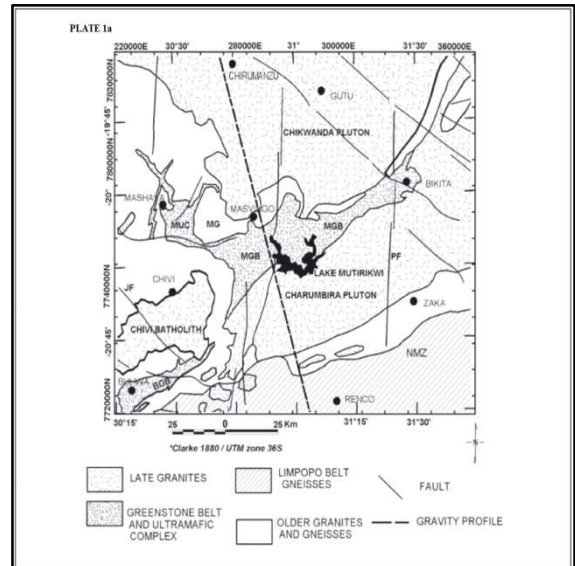 PLATE 1a
220000E 30°30' 2800000E 31° 300000E 31°30' 360000E
CHIRUMANZU
GUTU
7830000N
-19°45'
CHIKWANDA PLUTON
7800000N
-20°
BIKITA
MASHAVA
MASVINGO
MUC
MG
MGB
MGB
LAKE MUTIRIKWI
PF
CHIVI
JF
CHARUMBIRA PLUTON
ZAKA
7740000N
CHIVI BATHOLITH
-20°45'
NMZ
BGB
RENCO
7720000N
30°15' 25 0 25 Km 31°15' 31°30'
*Clarke 1880 / UTM zone 36S
N
LATE GRANITES
LIMPOPO BELT
GNEISSES
FAULT
GREENSTONE BELT
AND ULTRAMAFIC
COMPLEX
OLDER GRANITES
AND GNEISSES
GRAVITY PROFILE